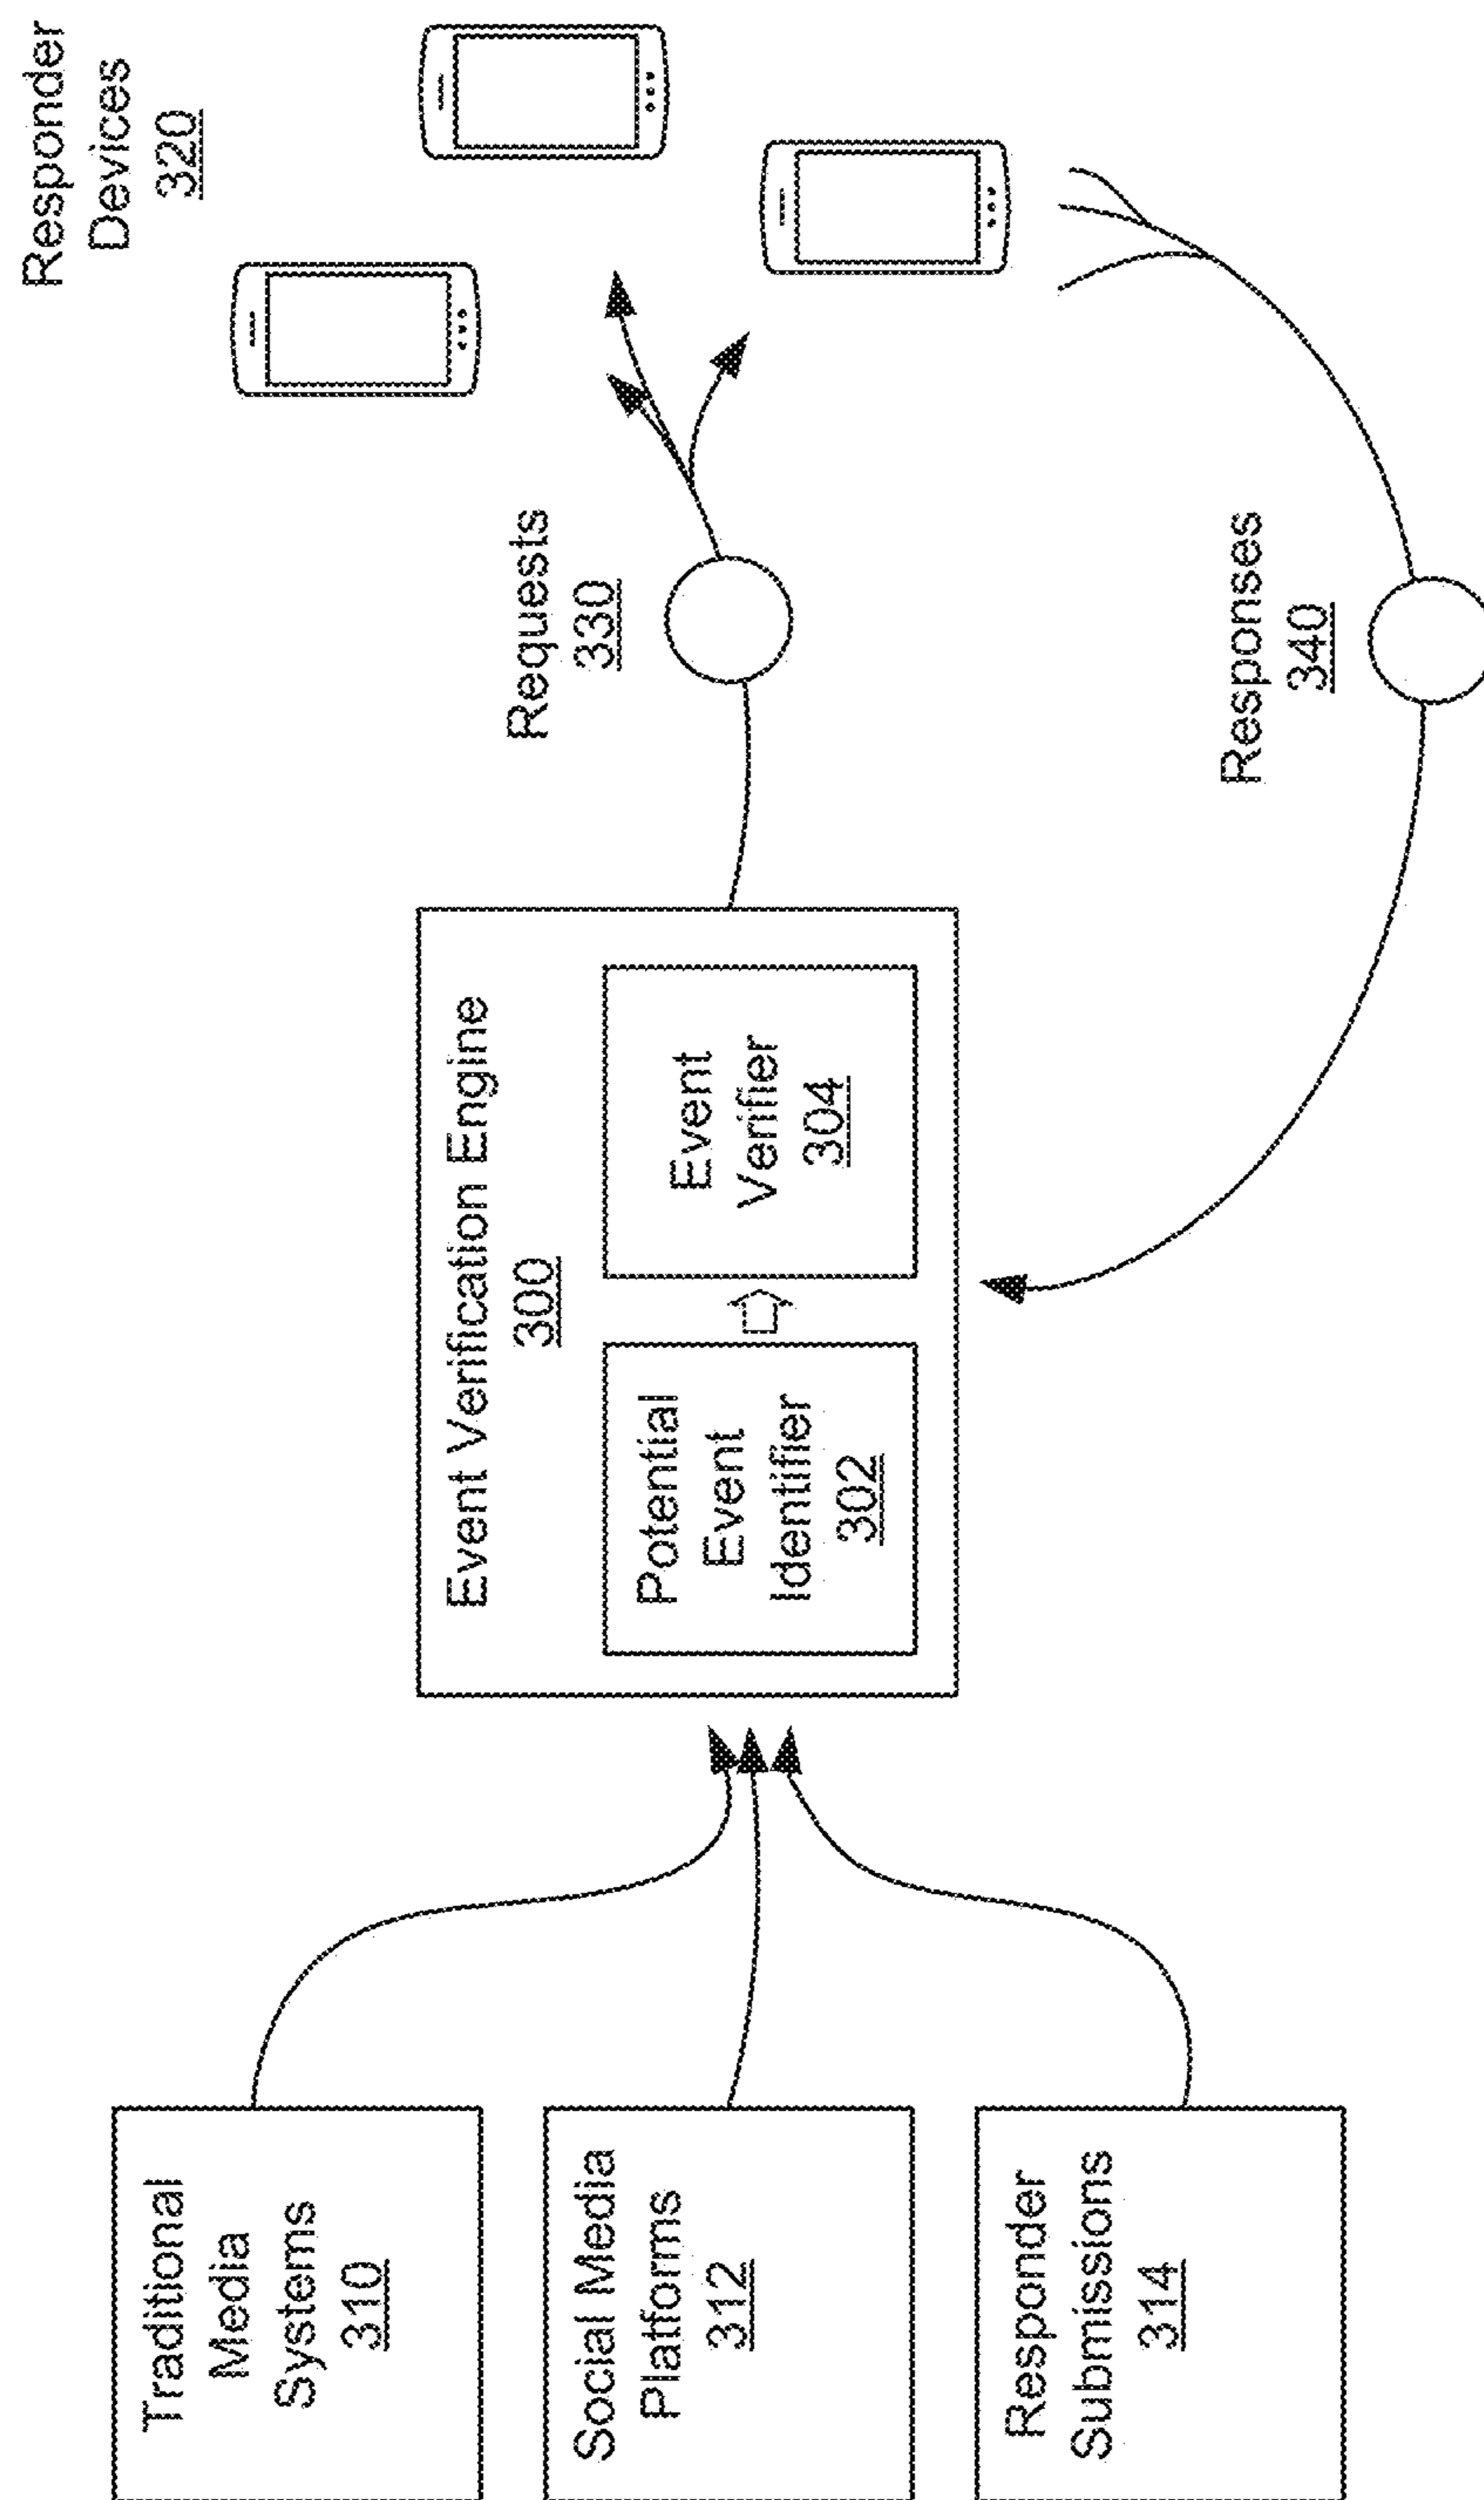 Traditional
Media
Systems
310
Social Media
Platforms
312
Responder
Submissions
314
Event Verification Engine
300
Potential
Event
Identifier
302
Event
Verifier
304
Requests
330
Responses
340
Responder
Devices
320